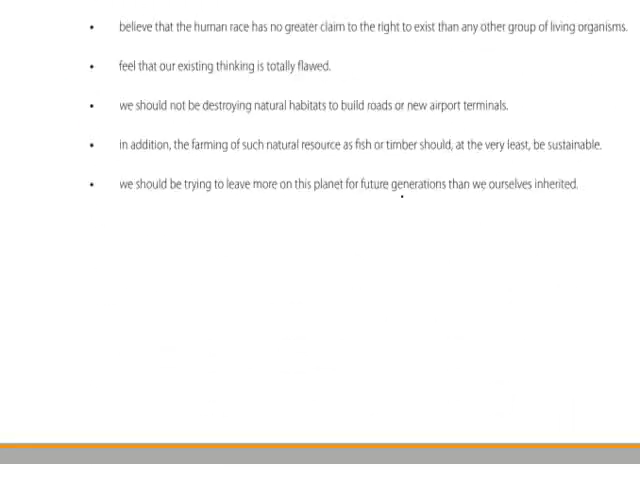 • believe that the human race has no greater claim to the right to exist than any other group of living organisms.
• feel that our existing thinking is totally flawed.
• we should not be destroying natural habitats to build roads or new airport terminals.
• in addition, the farming of such natural resource as fish or timber should, at the very least, be sustainable.
• we should be trying to leave more on this planet for future generations than we ourselves inherited.